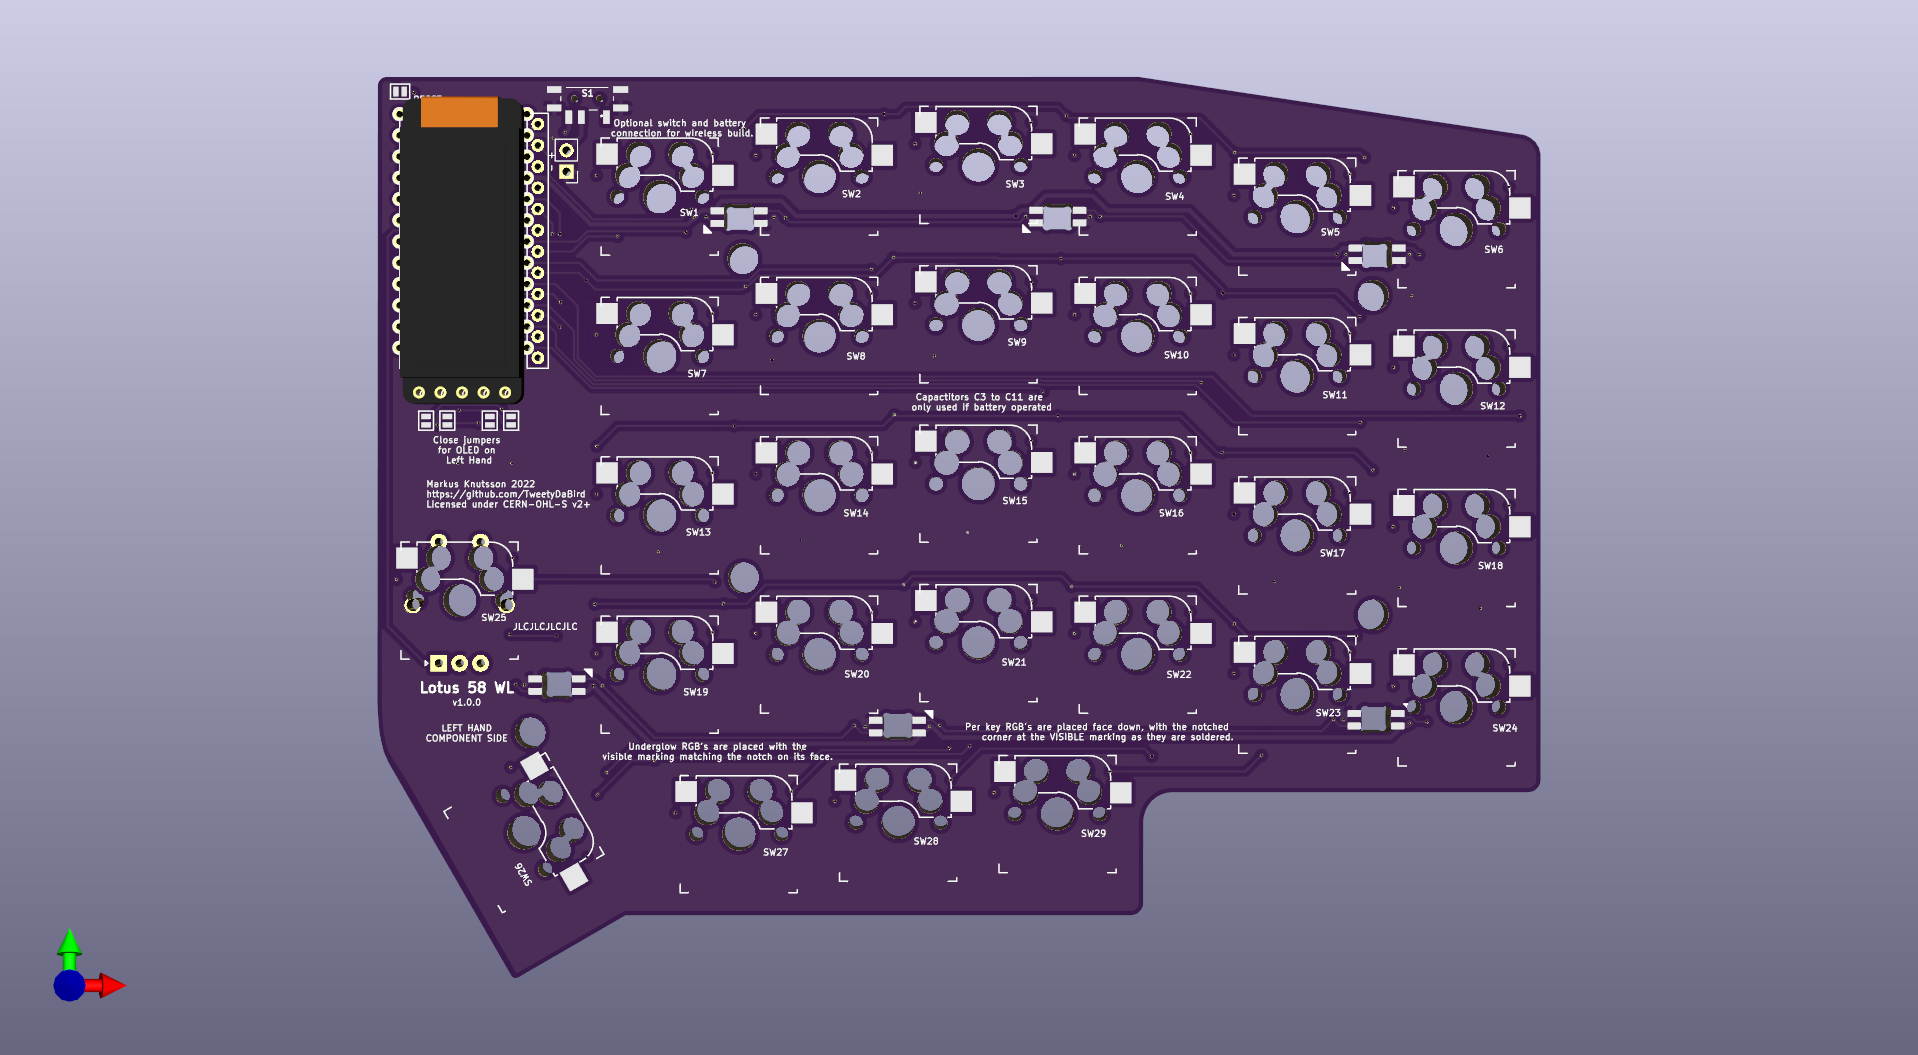 S1
Optional switch and battery
connection for wireless build.
SW1
SW2
SW3
SW4
SW5
SW6
SW7
SW8
SW9
SW10
SW11
SW12
Capactitors C3 to C11 are
only used if battery operated
Close jumpers
for OLED on
Left Hand
Markus Knutsson 2022
https://github.com/TweetyDaBird
Licensed under CERN-OHL-S v2+
SW13
SW14
SW15
SW16
SW17
SW18
SW25
JLCJLCJLCJLC
SW19
SW20
SW21
SW22
SW23
SW24
Lotus 58 WL
v1.0.0
LEFT HAND
COMPONENT SIDE
Underglow RGB's are placed with the
visible marking matching the notch on its face.
Per key RGB's are placed face down, with the notched
corner at the VISIBLE marking as they are soldered.
SW26
SW27
SW28
SW29